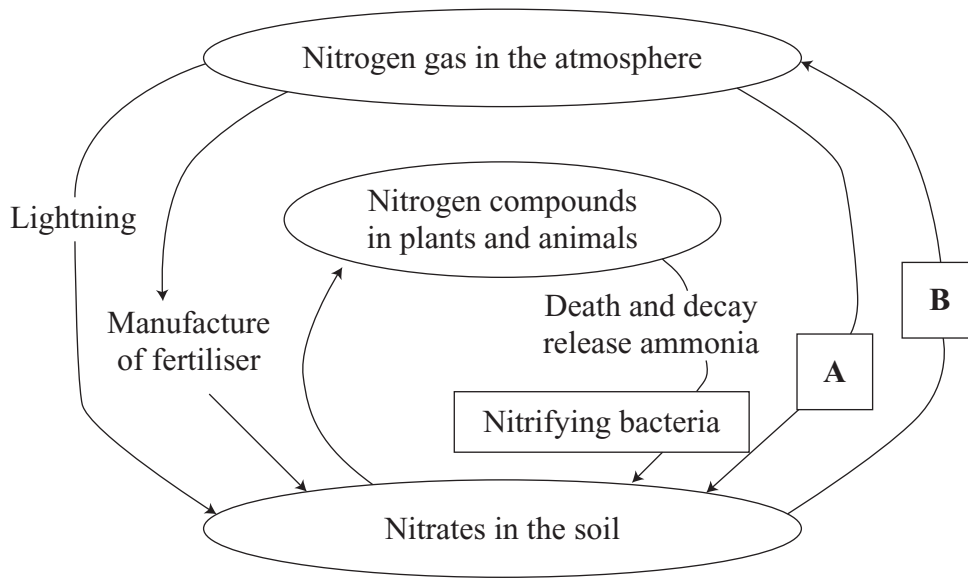 Nitrogen gas in the atmosphere
Nitrogen compounds
in plants and animals
Lightning
Death and decay
release ammonia
B
Manufacture
of fertiliser
A
Nitrifying bacteria
Nitrates in the soil